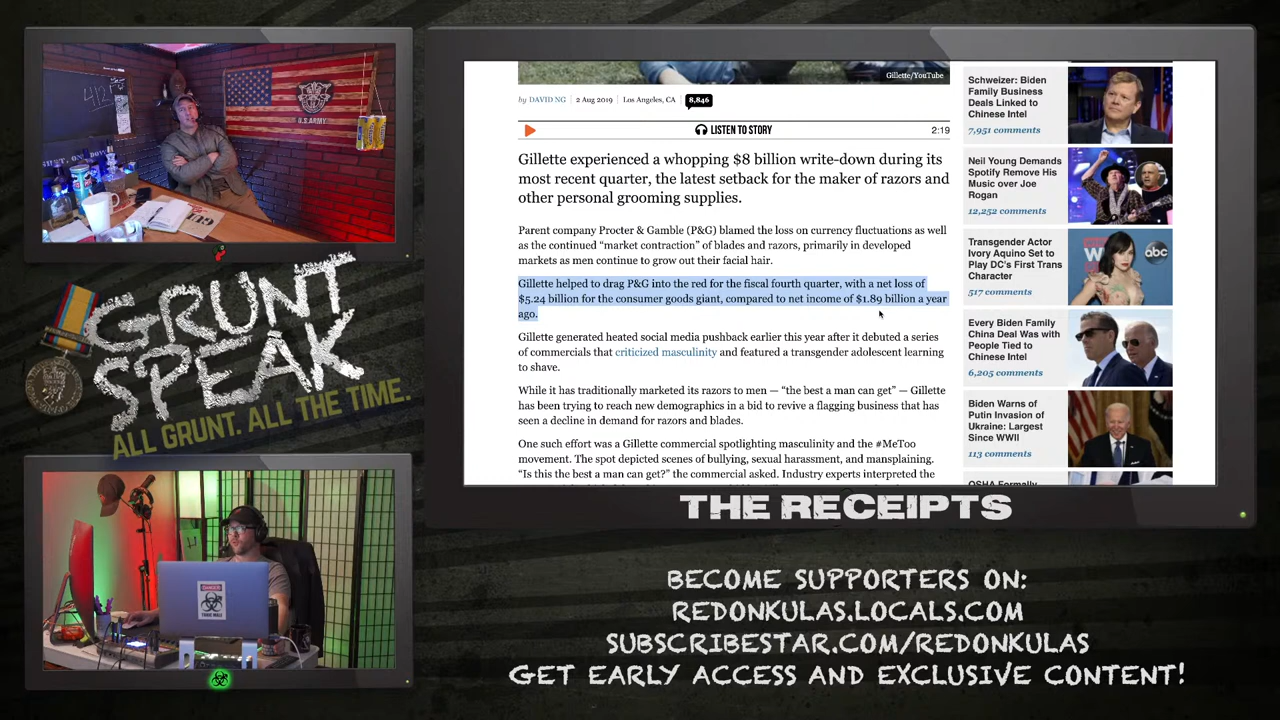 U.S. ARMY
GRUNT
SPEAK
ALL GRUNT. ALL THE TIME.
Gillette/YouTube
by DAVID NG | 2 Aug 2019 | Los Angeles, CA | 8,846
LISTEN TO STORY
2:19
Gillette experienced a whopping $8 billion write-down during its
most recent quarter, the latest setback for the maker of razors and
other personal grooming supplies.
Parent company Procter & Gamble (P&G) blamed the loss on currency fluctuations as well
as the continued “market contraction” of blades and razors, primarily in developed
markets as men continue to grow out their facial hair.
Gillette helped to drag P&G into the red for the fiscal fourth quarter, with a net loss of
$5.24 billion for the consumer goods giant, compared to net income of $1.89 billion a year
ago.
Gillette generated heated social media pushback earlier this year after it debuted a series
of commercials that criticized masculinity and featured a transgender adolescent learning
to shave.
While it has traditionally marketed its razors to men — “the best a man can get” — Gillette
has been trying to reach new demographics in a bid to revive a flagging business that has
seen a decline in demand for razors and blades.
One such effort was a Gillette commercial spotlighting masculinity and the #MeToo
movement. The spot depicted scenes of bullying, sexual harassment, and mansplaining.
“Is this the best a man can get?” the commercial asked. Industry experts interpreted the
Schweizer: Biden
Family Business
Deals Linked to
Chinese Intel
7,951 comments
Neil Young Demands
Spotify Remove His
Music over Joe
Rogan
12,252 comments
Transgender Actor
Ivory Aquino Set to
Play DC's First Trans
Character
517 comments
abc
Every Biden Family
China Deal Was with
People Tied to
Chinese Intel
6,205 comments
Biden Warns of
Putin Invasion of
Ukraine: Largest
Since WWII
113 comments
OSHA Formally
THE RECEIPTS
BECOME SUPPORTERS ON:
REDONKULAS.LOCALS.COM
SUBSCRIBESTAR.COM/REDONKULAS
GET EARLY ACCESS AND EXCLUSIVE CONTENT!